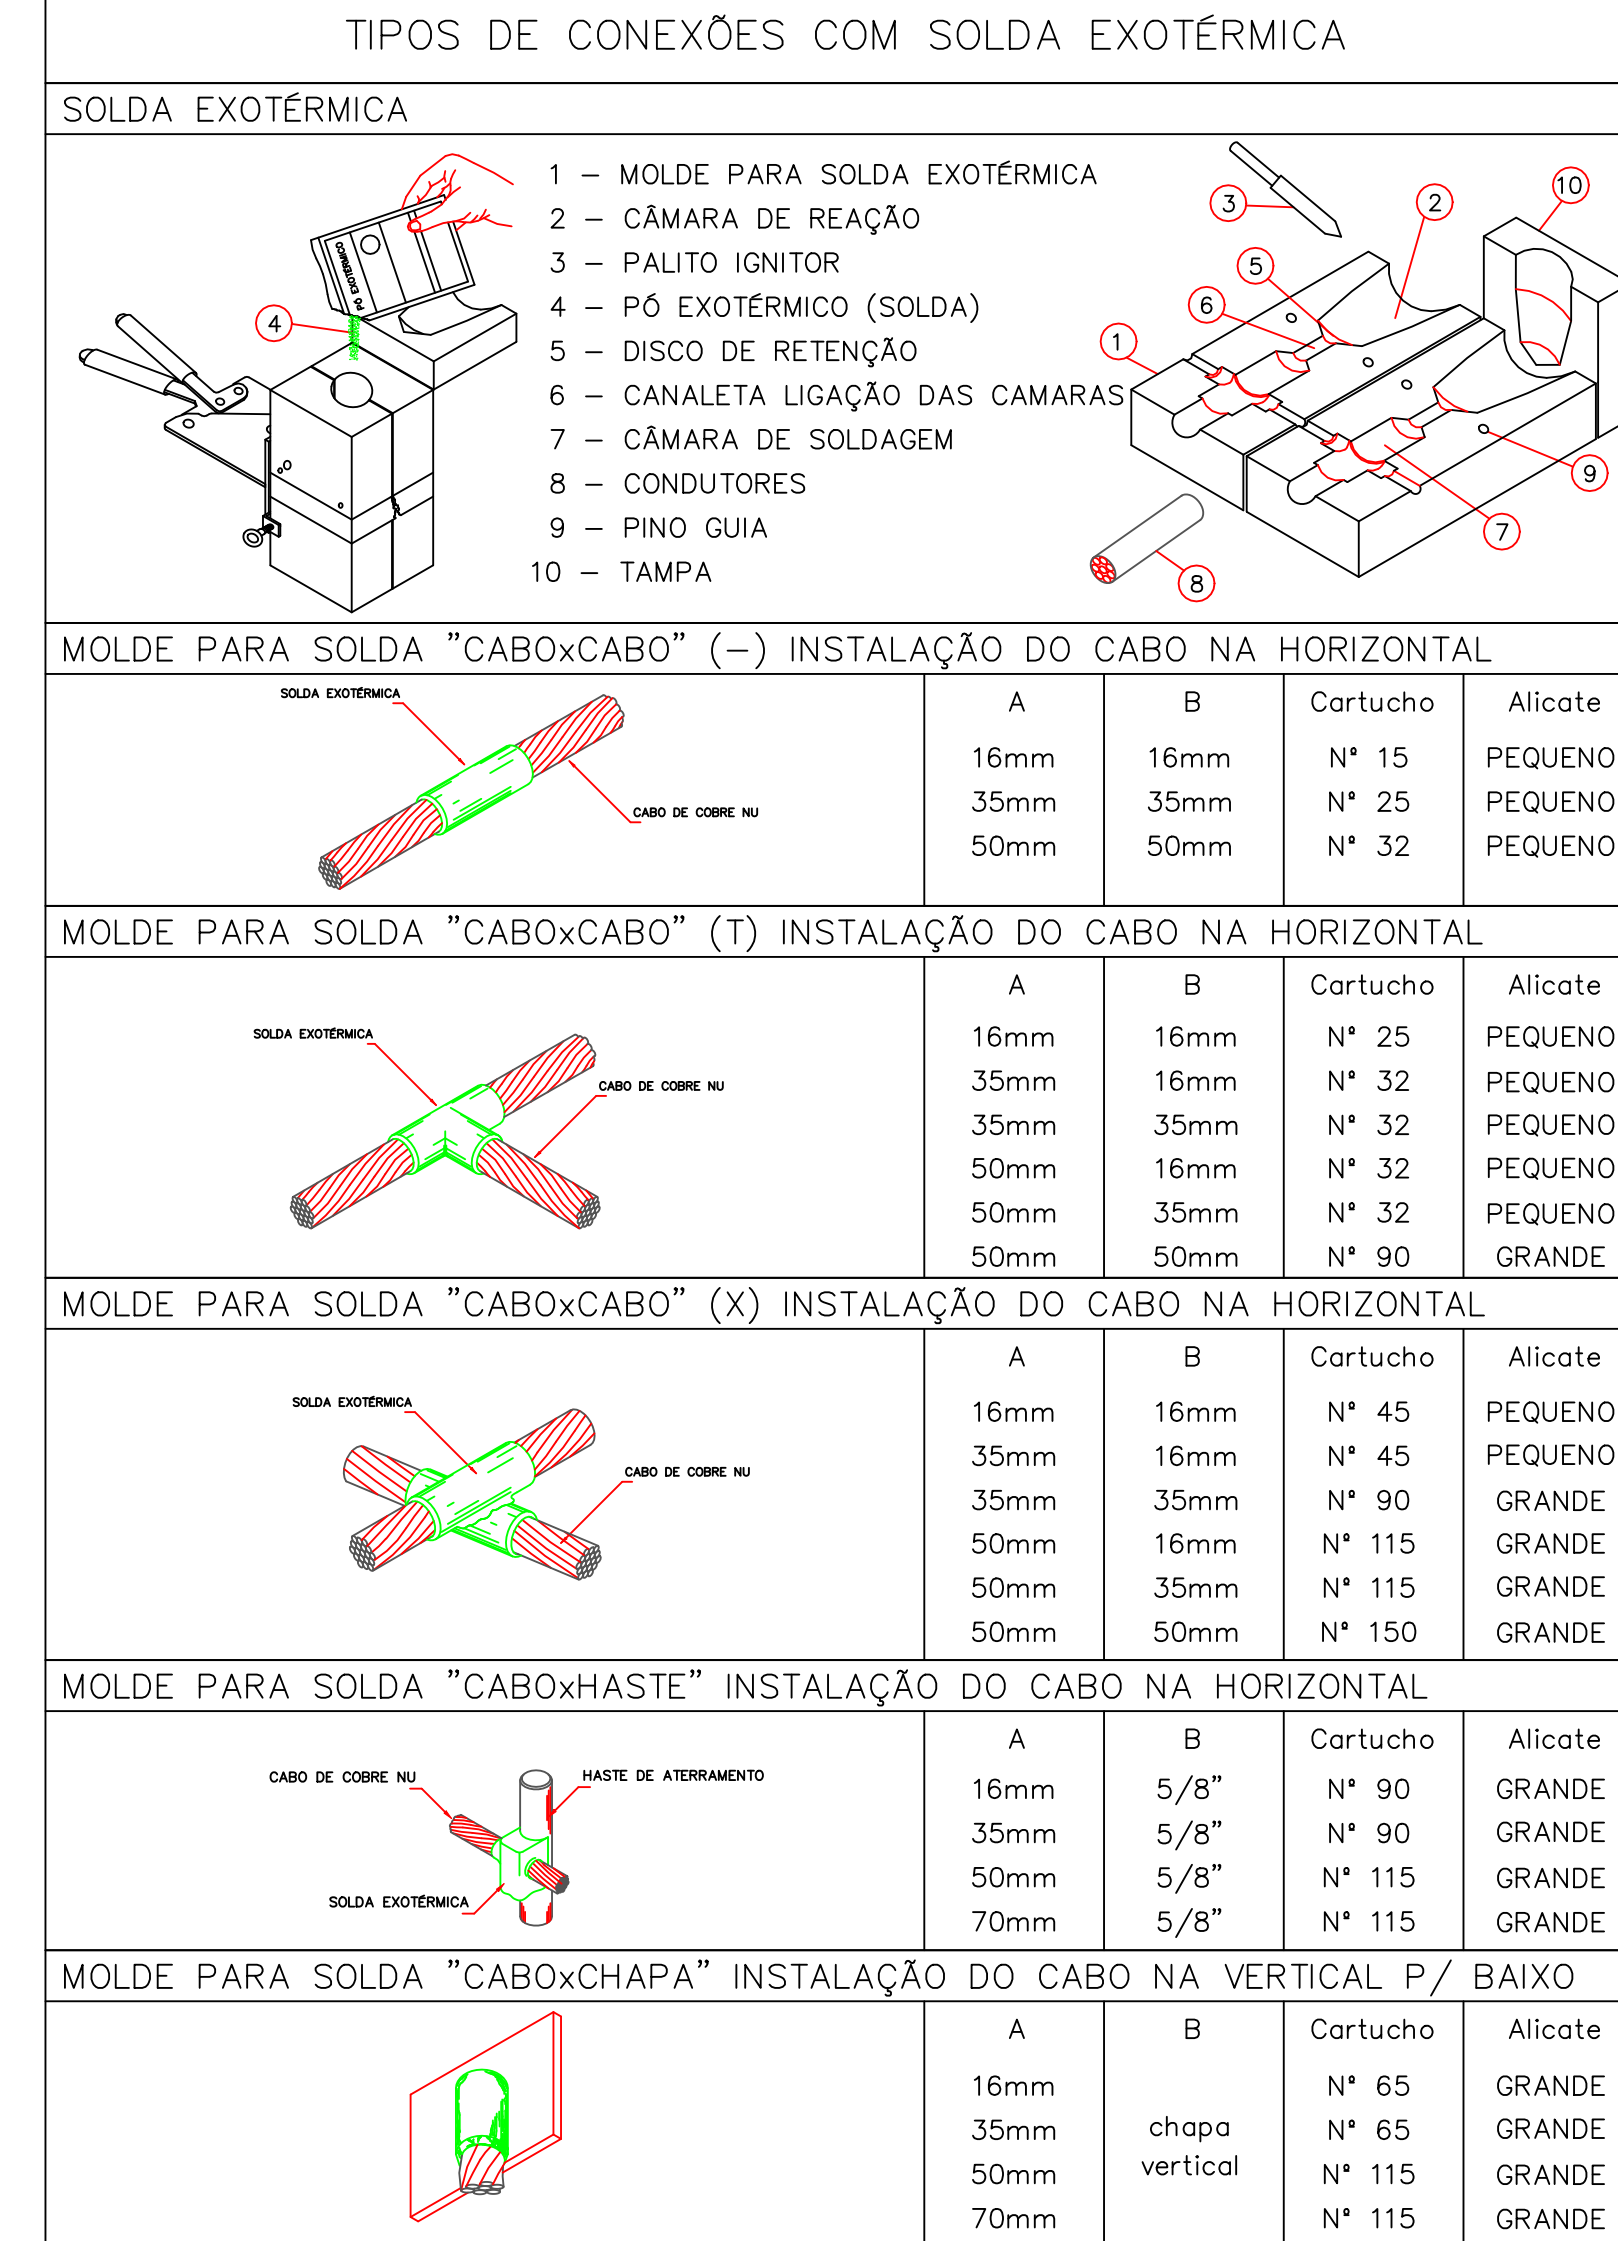 TIPOS DE CONEXÕES COM SOLDA EXOTÉRMICA
SOLDA EXOTÉRMICA
PÓ EXOTERMICO
4
1 – MOLDE PARA SOLDA EXOTÉRMICA
2 – CÂMARA DE REAÇÃO
3 – PALITO IGNITOR
4 – PÓ EXOTÉRMICO (SOLDA)
5 – DISCO DE RETENÇÃO
6 – CANALETA LIGAÇÃO DAS CAMARAS
7 – CÂMARA DE SOLDAGEM
8 – CONDUTORES
9 – PINO GUIA
10 – TAMPA
3
2
10
5
6
1
9
7
8
MOLDE PARA SOLDA "CABOxCABO" (–) INSTALAÇÃO DO CABO NA HORIZONTAL
SOLDA EXOTÉRMICA
CABO DE COBRE NU
A B Cartucho Alicate
16mm 16mm Nº 15 PEQUENO
35mm 35mm Nº 25 PEQUENO
50mm 50mm Nº 32 PEQUENO
MOLDE PARA SOLDA "CABOxCABO" (T) INSTALAÇÃO DO CABO NA HORIZONTAL
SOLDA EXOTÉRMICA
CABO DE COBRE NU
A B Cartucho Alicate
16mm 16mm Nº 25 PEQUENO
35mm 16mm Nº 32 PEQUENO
35mm 35mm Nº 32 PEQUENO
50mm 16mm Nº 32 PEQUENO
50mm 35mm Nº 32 PEQUENO
50mm 50mm Nº 90 GRANDE
MOLDE PARA SOLDA "CABOxCABO" (X) INSTALAÇÃO DO CABO NA HORIZONTAL
SOLDA EXOTÉRMICA
CABO DE COBRE NU
A B Cartucho Alicate
16mm 16mm Nº 45 PEQUENO
35mm 16mm Nº 45 PEQUENO
35mm 35mm Nº 90 GRANDE
50mm 16mm Nº 115 GRANDE
50mm 35mm Nº 115 GRANDE
50mm 50mm Nº 150 GRANDE
MOLDE PARA SOLDA "CABOxHASTE" INSTALAÇÃO DO CABO NA HORIZONTAL
CABO DE COBRE NU
HASTE DE ATERRAMENTO
SOLDA EXOTÉRMICA
A B Cartucho Alicate
16mm 5/8" Nº 90 GRANDE
35mm 5/8" Nº 90 GRANDE
50mm 5/8" Nº 115 GRANDE
70mm 5/8" Nº 115 GRANDE
MOLDE PARA SOLDA "CABOxCHAPA" INSTALAÇÃO DO CABO NA VERTICAL P/ BAIXO
A B Cartucho Alicate
16mm Nº 65 GRANDE
35mm chapa Nº 65 GRANDE
50mm vertical Nº 115 GRANDE
70mm Nº 115 GRANDE